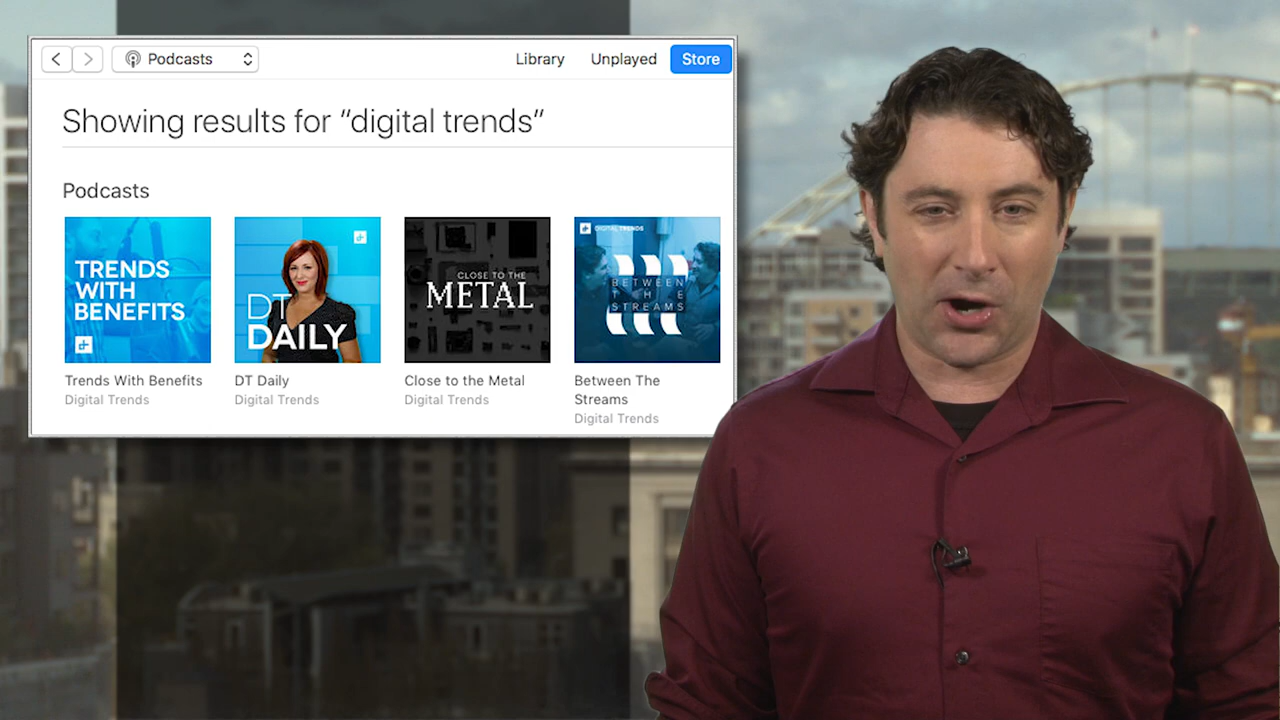 Podcasts
Library
Unplayed
Store
Showing results for “digital trends”
Podcasts
TRENDS
WITH
BENEFITS
DT
DAILY
CLOSE TO THE
METAL
DIGITAL TRENDS
BETWEEN
THE
STREAMS
Trends With Benefits
Digital Trends
DT Daily
Digital Trends
Close to the Metal
Digital Trends
Between The
Streams
Digital Trends